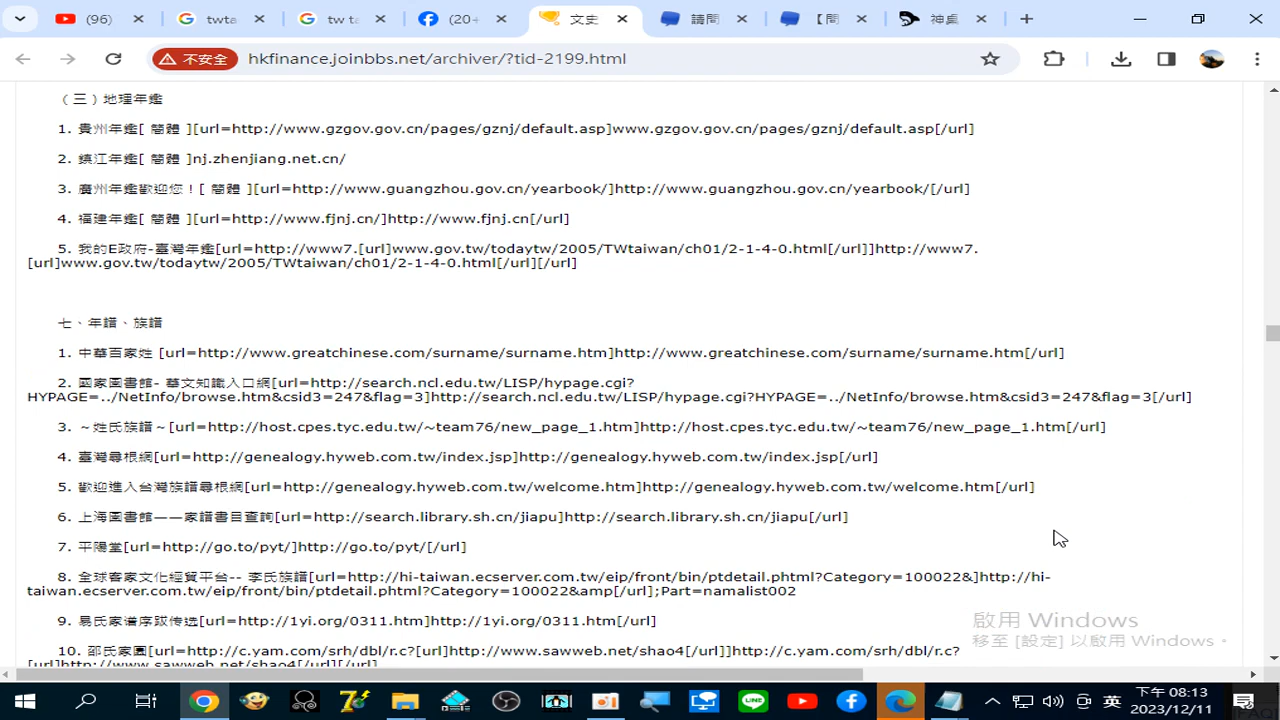 (96)
twta
tw ta
(20+
文史
請問
【問
神桌
不安全
hkfinance.joinbbs.net/archiver/?tid-2199.html
（三）地理年鑑
1. 貴州年鑑[ 簡體 ][url=http://www.gzgov.gov.cn/pages/gznj/default.asp]www.gzgov.gov.cn/pages/gznj/default.asp[/url]
2. 鎮江年鑑[ 簡體 ]nj.zhenjiang.net.cn/
3. 廣州年鑑歡迎您！[ 簡體 ][url=http://www.guangzhou.gov.cn/yearbook/]http://www.guangzhou.gov.cn/yearbook/[/url]
4. 福建年鑑[ 簡體 ][url=http://www.fjnj.cn/]http://www.fjnj.cn[/url]
5. 我的E政府-臺灣年鑑[url=http://www7.[url]www.gov.tw/todaytw/2005/TWtaiwan/ch01/2-1-4-0.html[/url]]http://www7.
[url]www.gov.tw/todaytw/2005/TWtaiwan/ch01/2-1-4-0.html[/url][/url]
七、年譜、族譜
1. 中華百家姓 [url=http://www.greatchinese.com/surname/surname.htm]http://www.greatchinese.com/surname/surname.htm[/url]
2. 國家圖書館- 華文知識入口網[url=http://search.ncl.edu.tw/LISP/hypage.cgi?
HYPAGE=../NetInfo/browse.htm&csid3=247&flag=3]http://search.ncl.edu.tw/LISP/hypage.cgi?HYPAGE=../NetInfo/browse.htm&csid3=247&flag=3[/url]
3. ～姓氏族譜～[url=http://host.cpes.tyc.edu.tw/~team76/new_page_1.htm]http://host.cpes.tyc.edu.tw/~team76/new_page_1.htm[/url]
4. 臺灣尋根網[url=http://genealogy.hyweb.com.tw/index.jsp]http://genealogy.hyweb.com.tw/index.jsp[/url]
5. 歡迎進入台灣族譜尋根網[url=http://genealogy.hyweb.com.tw/welcome.htm]http://genealogy.hyweb.com.tw/welcome.htm[/url]
6. 上海圖書館——家譜書目查詢[url=http://search.library.sh.cn/jiapu]http://search.library.sh.cn/jiapu[/url]
7. 平陽堂[url=http://go.to/pyt/]http://go.to/pyt/[/url]
8. 全球客家文化經貿平台-- 李氏族譜[url=http://hi-taiwan.ecserver.com.tw/eip/front/bin/ptdetail.phtml?Category=100022&]http://hi-
taiwan.ecserver.com.tw/eip/front/bin/ptdetail.phtml?Category=100022&amp[/url];Part=namalist002
9. 易氏家谱序跋传选[url=http://1yi.org/0311.htm]http://1yi.org/0311.htm[/url]
10. 邵氏家園[url=http://c.yam.com/srh/dbl/r.c?[url]http://www.sawweb.net/shao4[/url]]http://c.yam.com/srh/dbl/r.c?
[url]http://www.sawweb.net/shao4[/url][/url]
啟用 Windows
移至 [設定] 以啟用 Windows。
英
下午 08:13
2023/12/11